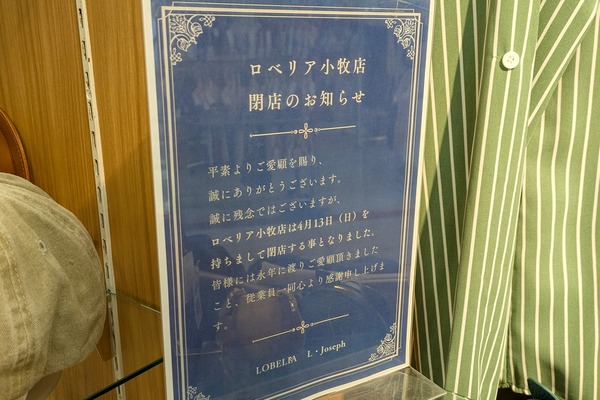 ロベリア小牧店
閉店のお知らせ
平素よりご愛顧を賜り、
誠にありがとうございます。
誠に残念ではございますが、
ロベリア小牧店は4月13日（日）を
持ちまして閉店する事となりました。
皆様には永年に渡りご愛顧頂きました
こと、従業員一同心より感謝申し上げま
す。
LOBELIA L・Joseph